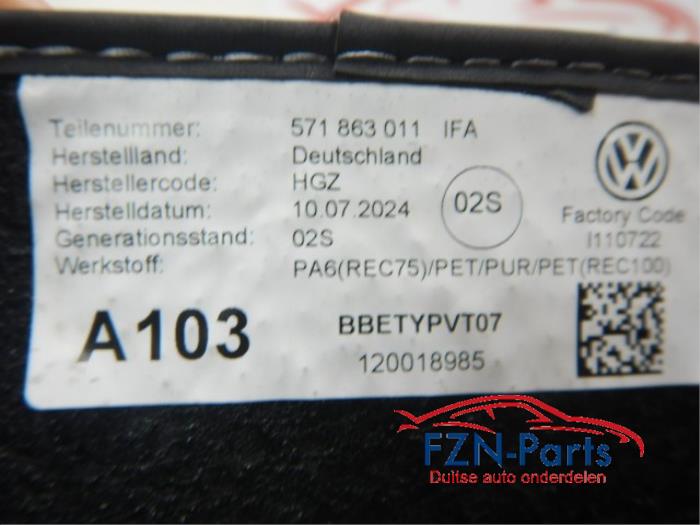 Teilenummer: 571 863 011 IFA
Herstellland: Deutschland
Herstellercode: HGZ
Herstelldatum: 10.07.2024
02S
Generationsstand: 02S
Factory Code
I110722
Werkstoff: PA6(REC75)/PET/PUR/PET(REC100)
A103
BBETYPVT07
120018985
FZN-Parts
Duitse auto onderdelen